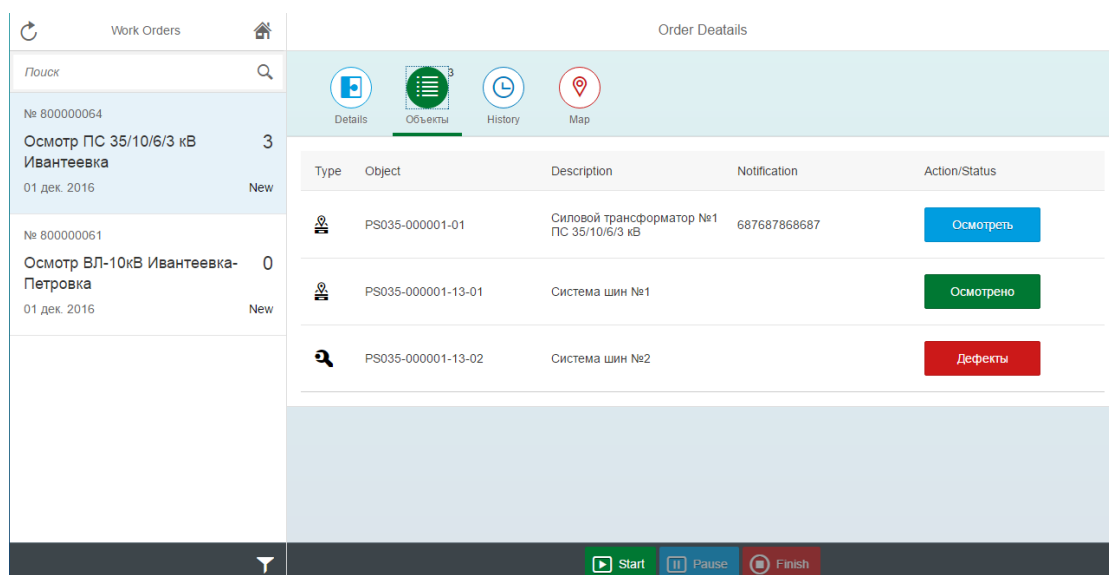 Work Orders
Order Deatails
Поиск
№ 800000064
Осмотр ПС 35/10/6/3 кВ
Ивантеевка
3
01 дек. 2016
New
№ 800000061
Осмотр ВЛ-10кВ Ивантеевка-
Петровка
0
01 дек. 2016
New
Details
3
Объекты
History
Map
Type Object Description Notification Action/Status
PS035-000001-01
Силовой трансформатор №1
ПС 35/10/6/3 кВ
687687868687
Осмотреть
PS035-000001-13-01 Система шин №1 Осмотрено
PS035-000001-13-02 Система шин №2 Дефекты
Start Pause Finish